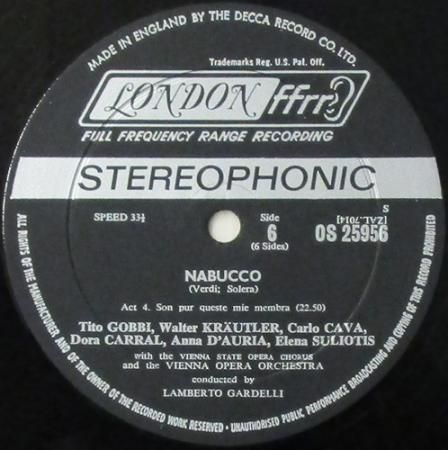 MADE IN ENGLAND BY THE DECCA RECORD CO. LTD.
Trademarks Reg. U.S. Pat. Off.
LONDON ffrr
FULL FREQUENCY RANGE RECORDING
STEREOPHONIC
SPEED 33⅓
Side
6
(6 Sides)
S
[ZAL.7014]
OS 25956
NABUCCO
(Verdi; Solera)
Act 4. Son pur queste mie membra (22.50)
Tito GOBBI, Walter KRÄUTLER, Carlo CAVA,
Dora CARRAL, Anna D'AURIA, Elena SULIOTIS
with the VIENNA STATE OPERA CHORUS
and the VIENNA OPERA ORCHESTRA
conducted by
LAMBERTO GARDELLI
ALL RIGHTS OF THE MANUFACTURER AND OF THE OWNER OF THE RECORDED WORK RESERVED · UNAUTHORISED PUBLIC PERFORMANCE BROADCASTING AND COPYING OF THIS RECORD PROHIBITED